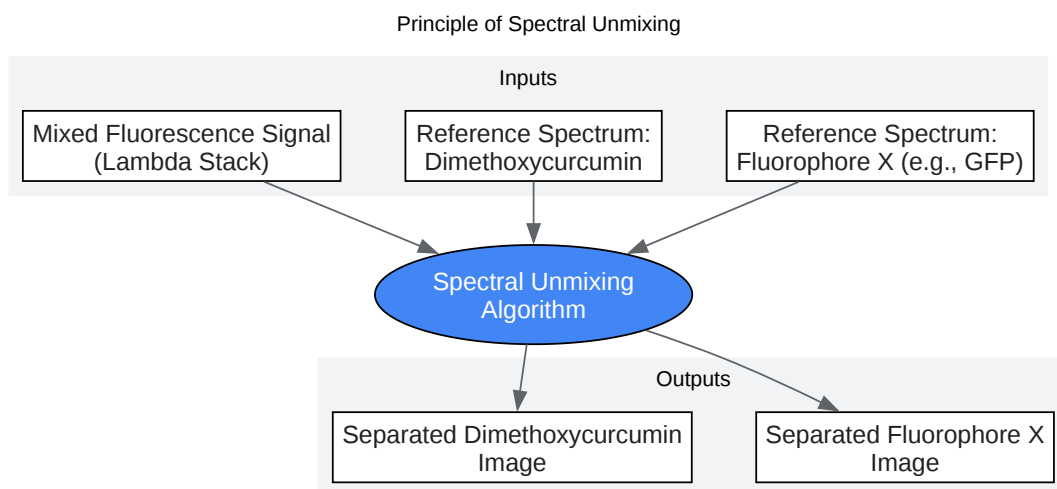 Principle of Spectral Unmixing
Inputs
Mixed Fluorescence Signal
(Lambda Stack)
Reference Spectrum:
Dimethoxycurcumin
Reference Spectrum:
Fluorophore X (e.g., GFP)
Spectral Unmixing
Algorithm
Outputs
Separated Dimethoxycurcumin
Image
Separated Fluorophore X
Image